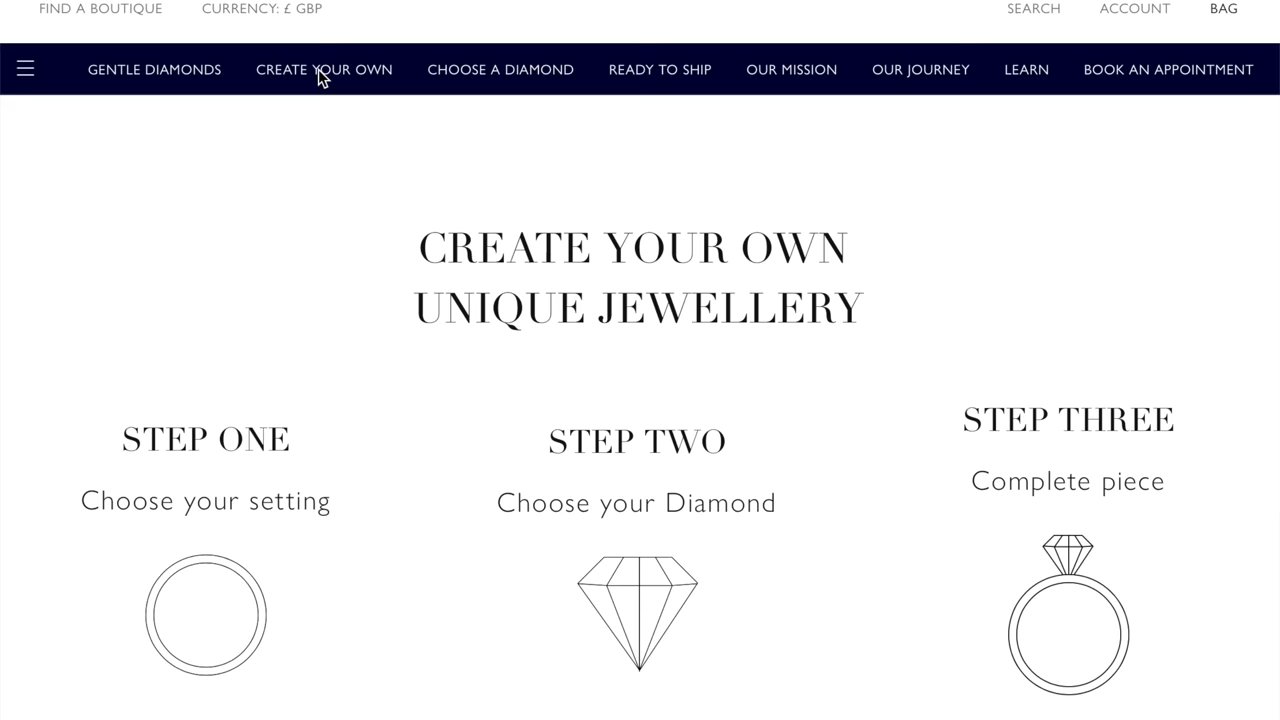 FIND A BOUTIQUE CURRENCY: £ GBP SEARCH ACCOUNT BAG
GENTLE DIAMONDS CREATE YOUR OWN CHOOSE A DIAMOND READY TO SHIP OUR MISSION OUR JOURNEY LEARN BOOK AN APPOINTMENT
CREATE YOUR OWN
UNIQUE JEWELLERY
STEP ONE
Choose your setting
STEP TWO
Choose your Diamond
STEP THREE
Complete piece